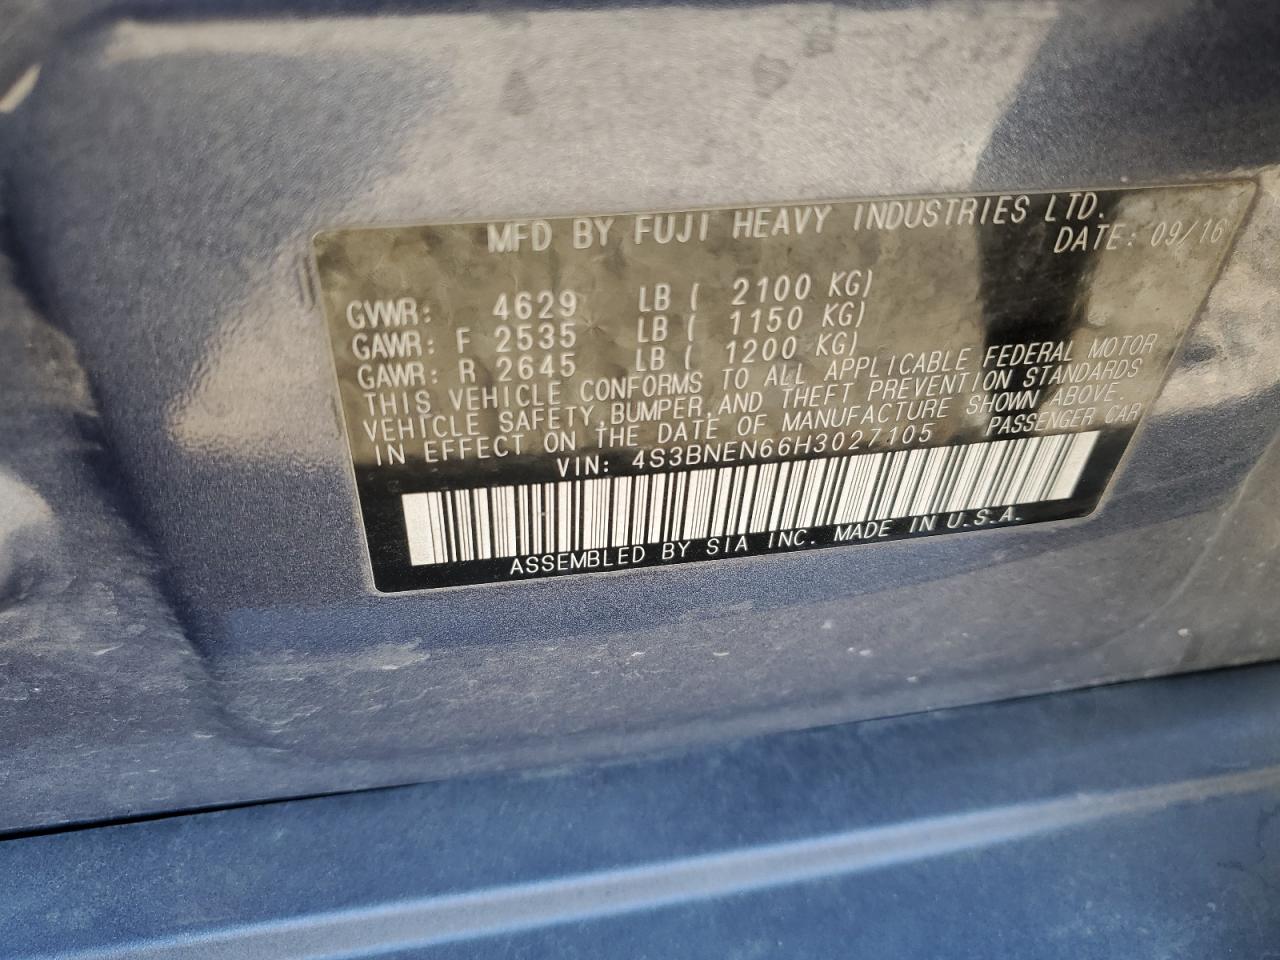 MFD BY FUJI HEAVY INDUSTRIES LTD.
DATE: 09/16
GVWR: 4629 LB ( 2100 KG)
GAWR: F 2535 LB ( 1150 KG)
GAWR: R 2645 LB ( 1200 KG)
THIS VEHICLE CONFORMS TO ALL APPLICABLE FEDERAL MOTOR
VEHICLE SAFETY,BUMPER,AND THEFT PREVENTION STANDARDS
IN EFFECT ON THE DATE OF MANUFACTURE SHOWN ABOVE.
VIN: 4S3BNEN66H3027105 PASSENGER CAR
ASSEMBLED BY SIA INC. MADE IN U.S.A.